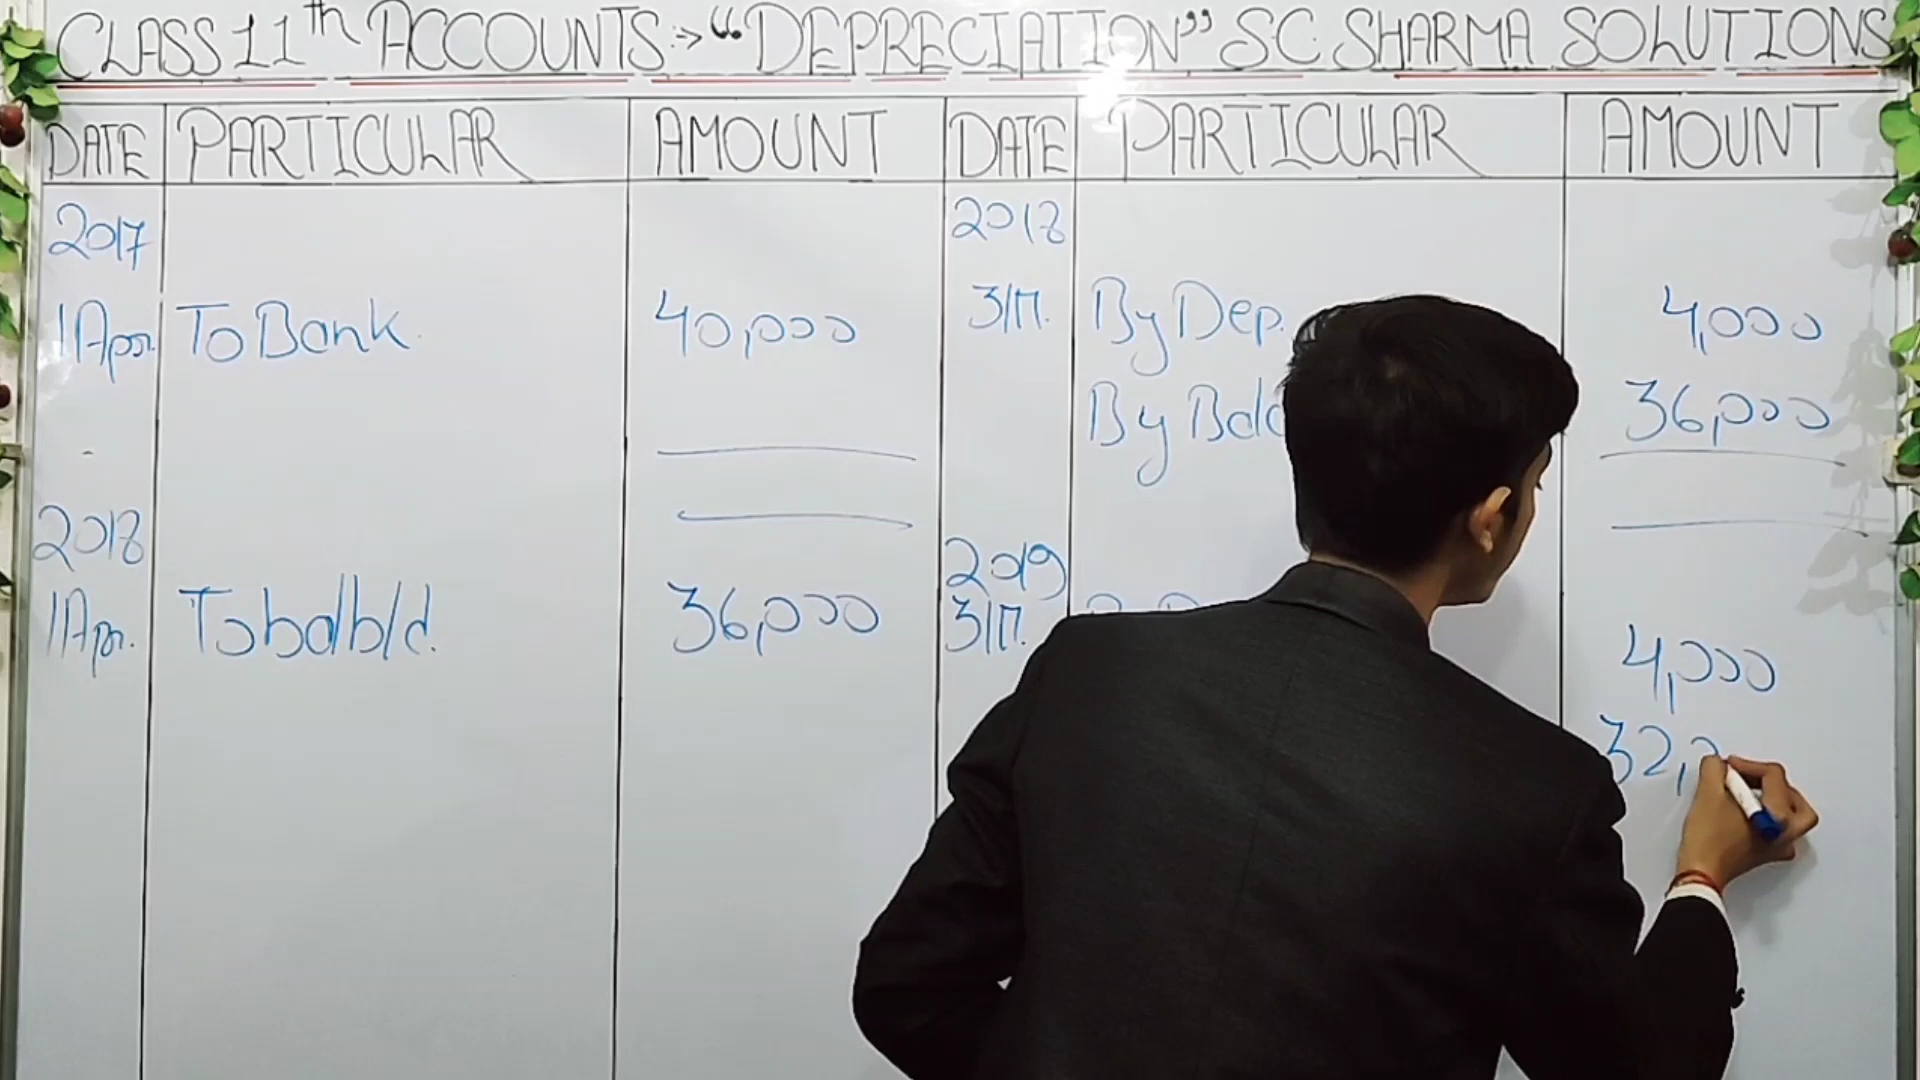 CLASS 11th ACCOUNTS :→ "DEPRECIATION" SC SHARMA SOLUTIONS
DATE PARTICULAR AMOUNT DATE PARTICULAR AMOUNT
2017 2018
1 Apr. To Bank. 40,000 31M. By Dep. 4,000
By 36,000
2018 2019
1 Apr. To bal b/d. 36,000 31M. 4,000
32,